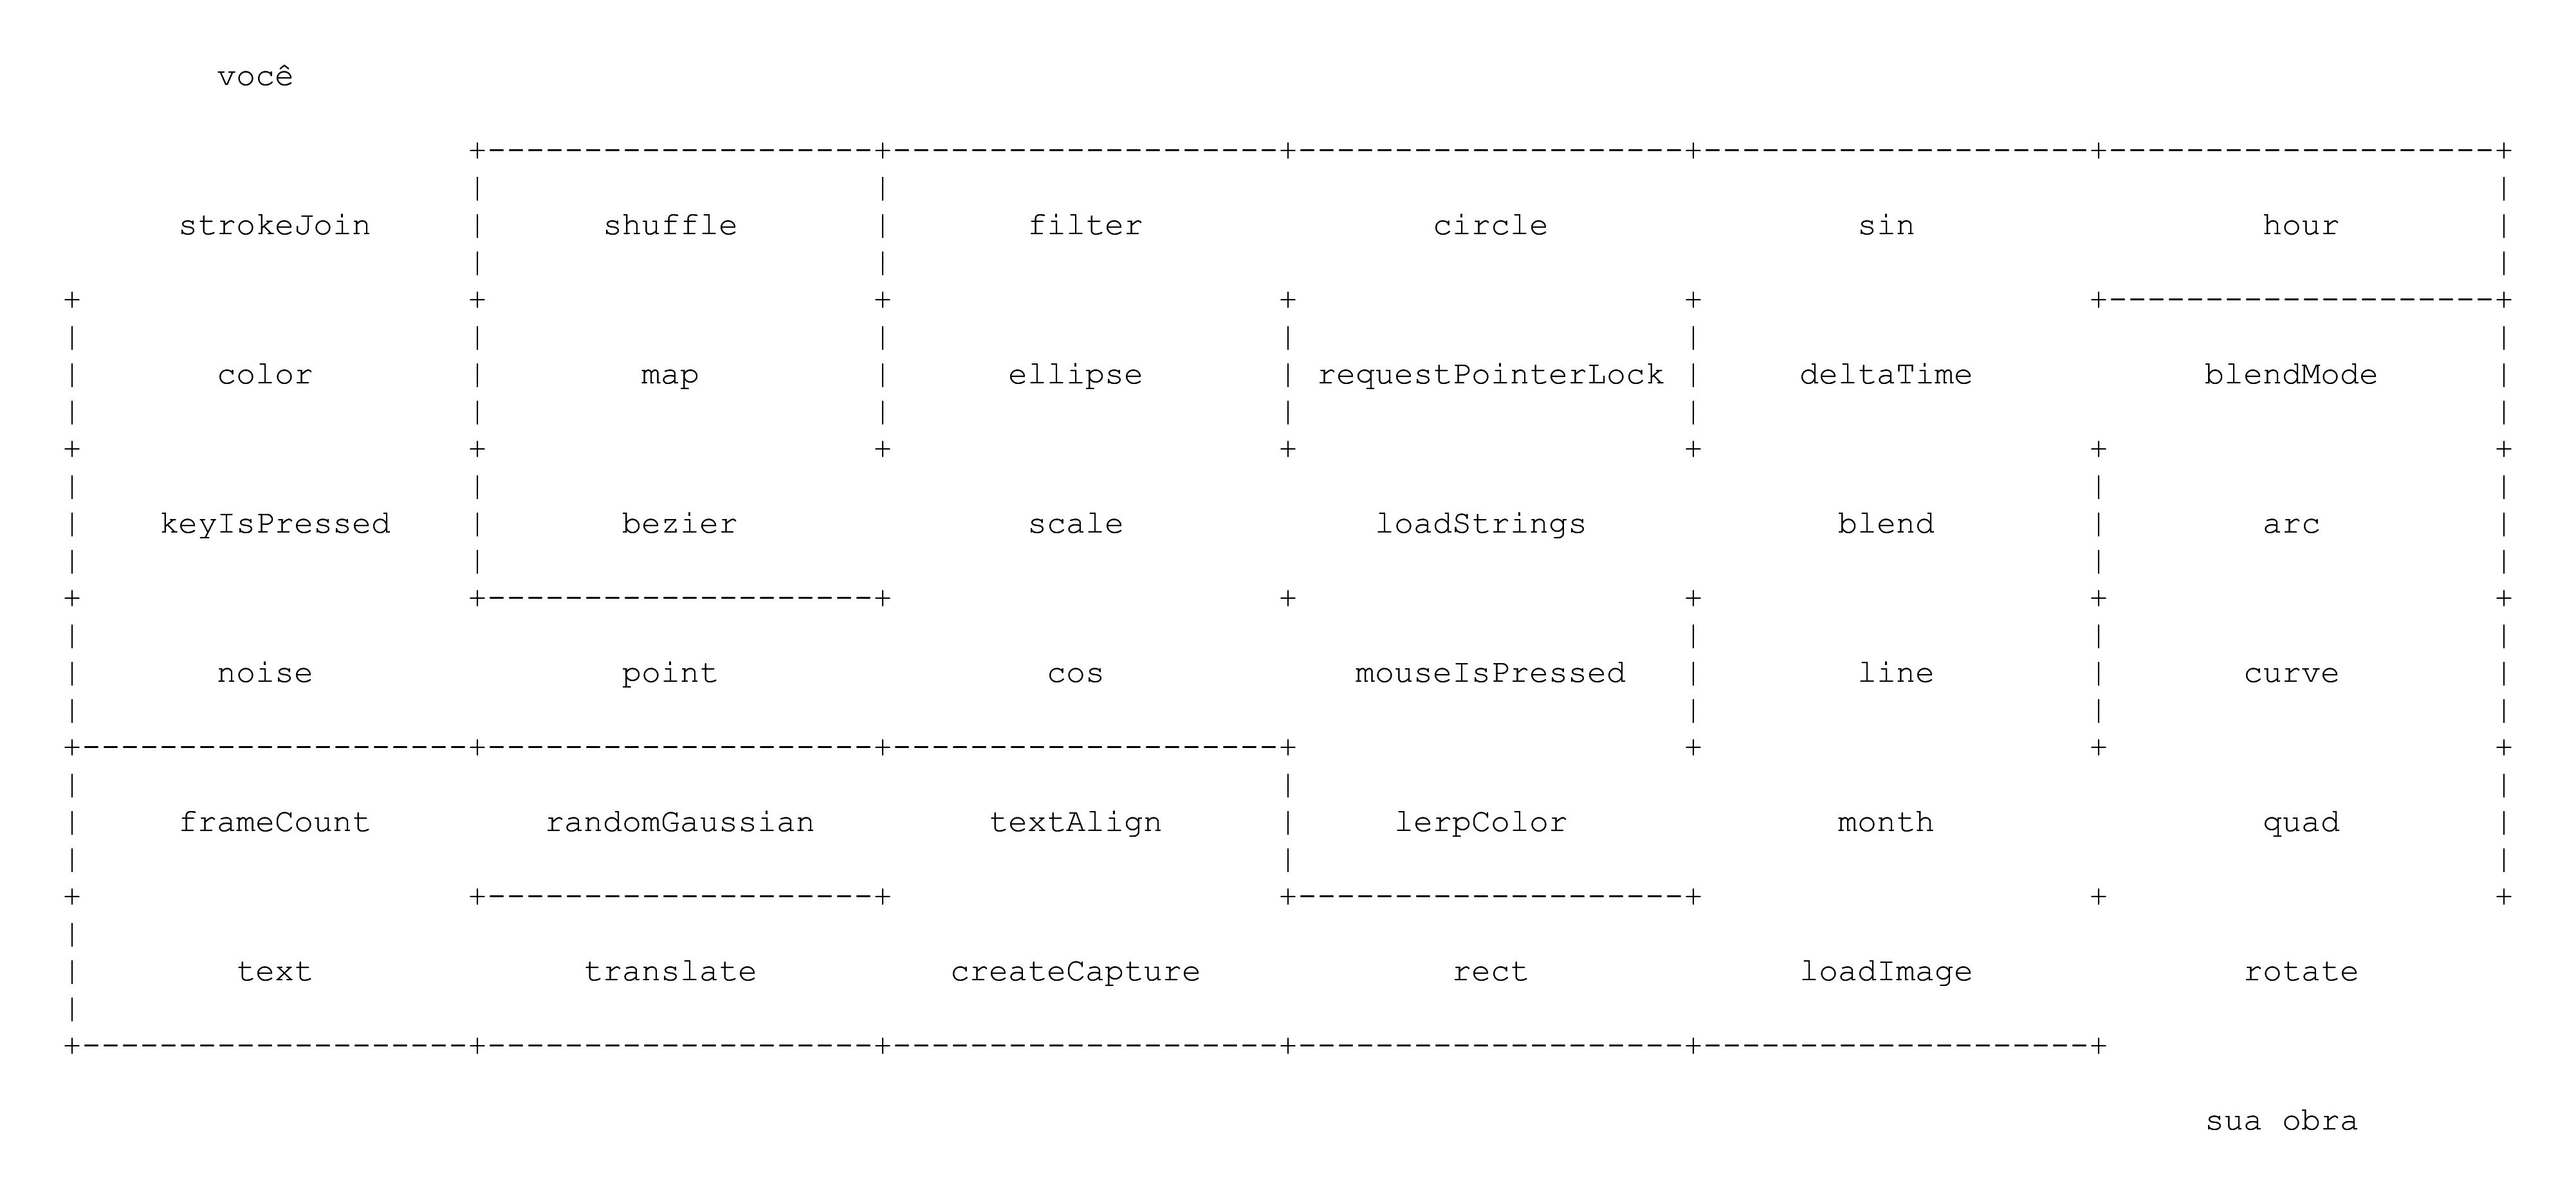 você
strokeJoin shuffle filter circle sin hour
color map ellipse requestPointerLock deltaTime blendMode
keyIsPressed bezier scale loadStrings blend arc
noise point cos mouseIsPressed line curve
frameCount randomGaussian textAlign lerpColor month quad
text translate createCapture rect loadImage rotate
sua obra